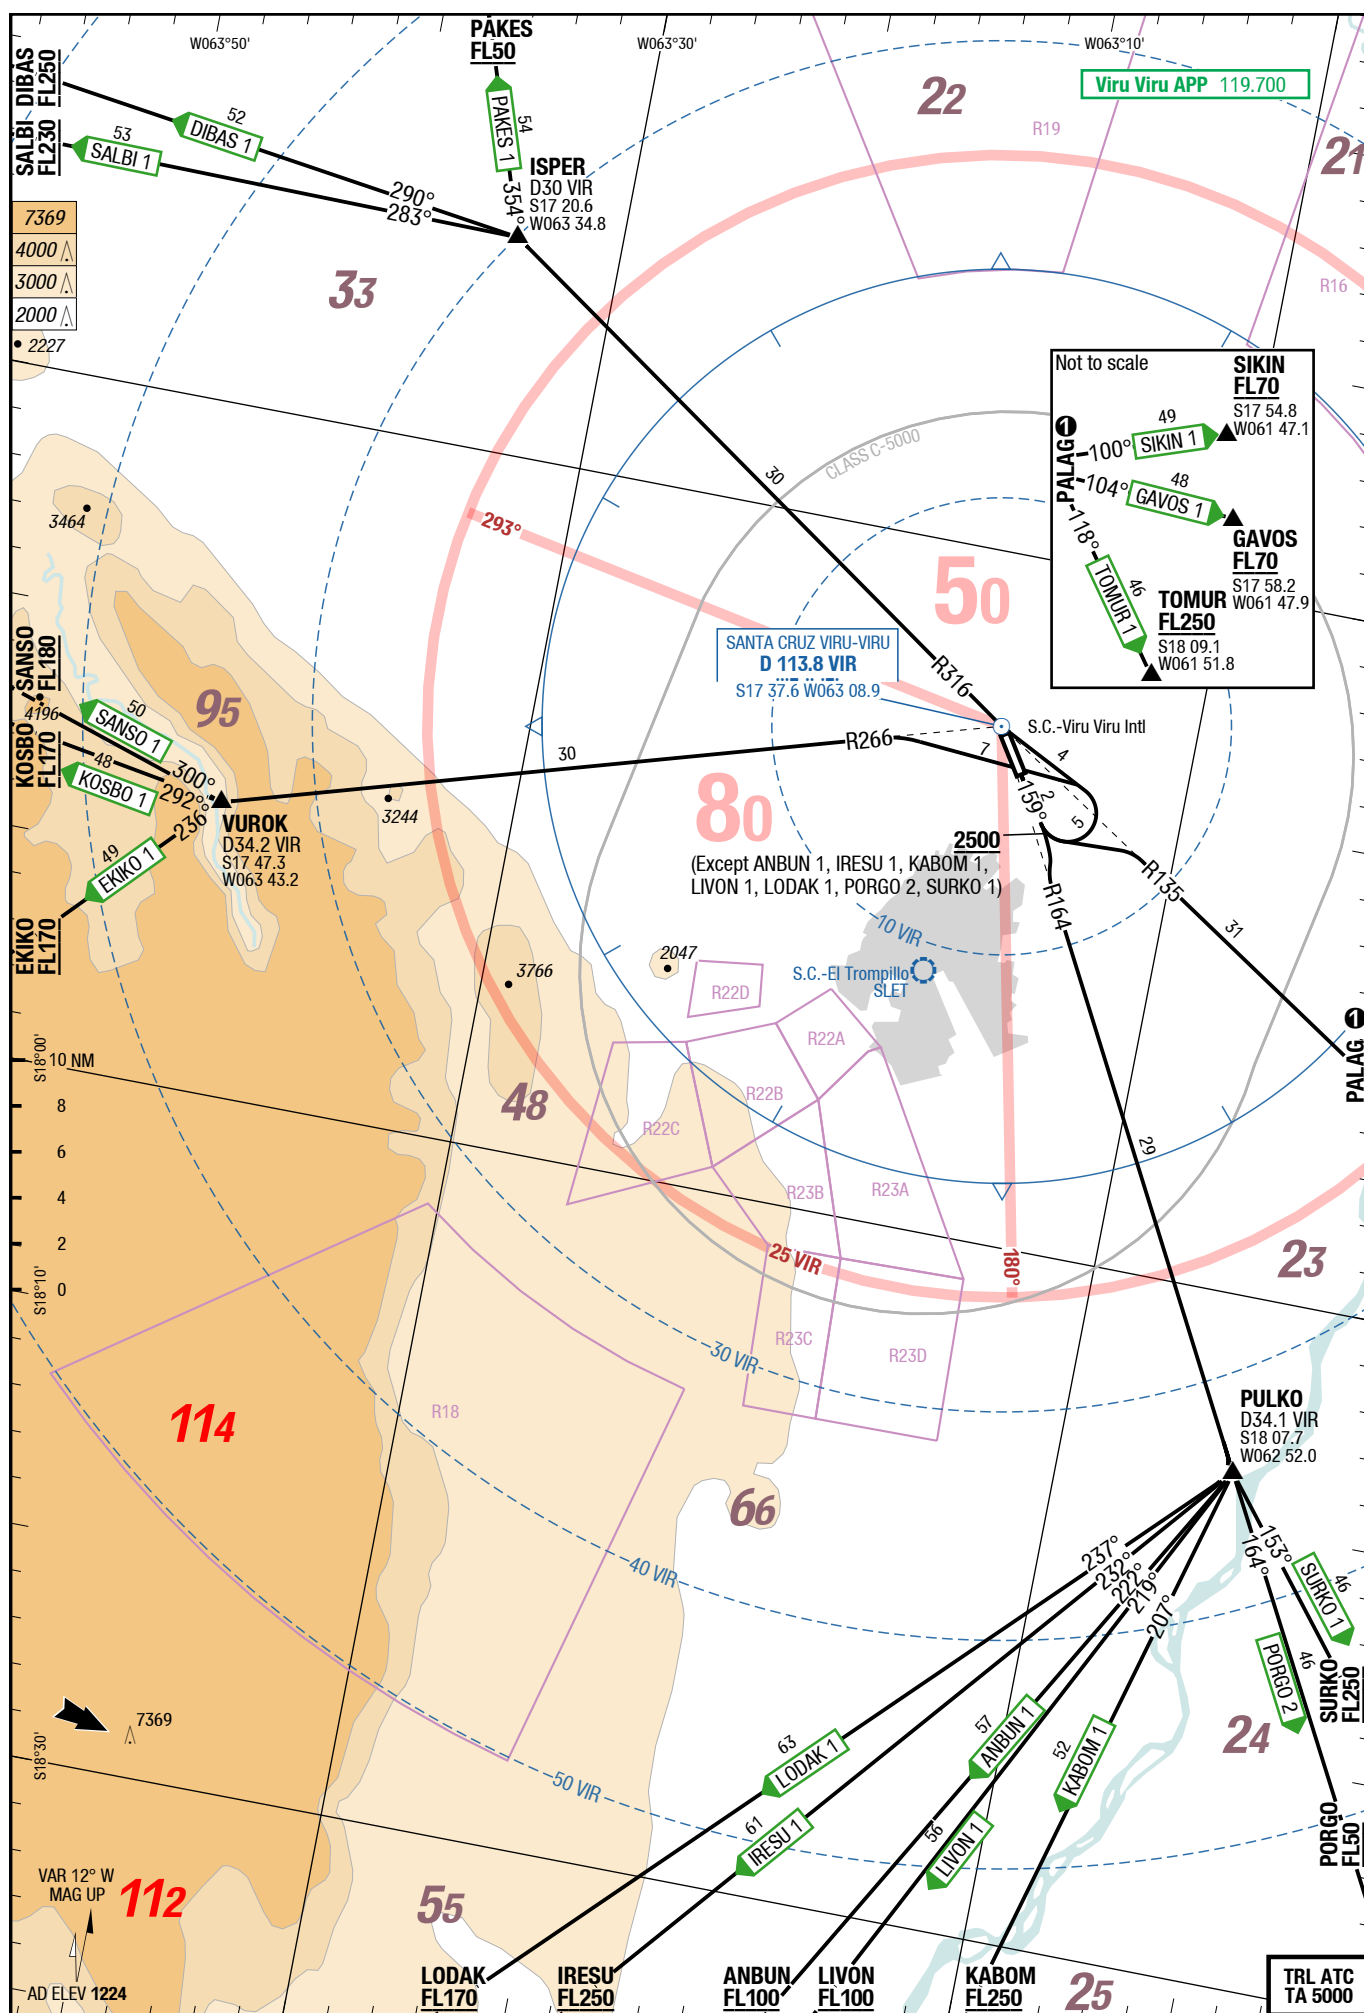 PAKES
FL50
W063°50'
W063°30'
W063°10'
Viru Viru APP 119.700
DIBAS
FL250
SALBI
FL230
52
DIBAS 1
53
SALBI 1
54
PAKES 1
290°
283°
354°
ISPER
D30 VIR
S17 20.6
W063 34.8
22
R19
21
R16
7369
4000
3000
2000
2227
33
Not to scale
SIKIN
FL70
S17 54.8
W061 47.1
PALAG 1
49
100°
SIKIN 1
48
104°
GAVOS 1
GAVOS
FL70
S17 58.2
W061 47.9
118°
46
TOMUR 1
TOMUR
FL250
S18 09.1
W061 51.8
CLASS C-5000
30
3464
293°
50
SANTA CRUZ VIRU-VIRU
D 113.8 VIR
S17 37.6 W063 08.9
R316
S.C.-Viru Viru Intl
SANSO
FL180
4196
50
SANSO 1
95
KOSBO
FL170
48
KOSBO 1
300°
292°
236°
30
R266
7
4
2
5
159°
VUROK
D34.2 VIR
S17 47.3
W063 43.2
3244
80
2500
(Except ANBUN 1, IRESU 1, KABOM 1,
LIVON 1, LODAK 1, PORGO 2, SURKO 1)
49
EKIKO 1
EKIKO
FL170
R164
R135
31
10 VIR
2047
3766
S.C.-El Trompillo
SLET
R22D
R22A
PALAG 1
S18°00'
10 NM
8
6
4
2
0
S18°10'
48
R22B
R22C
R23B
R23A
29
25 VIR
180°
23
R23C
R23D
30 VIR
114
R18
PULKO
D34.1 VIR
S18 07.7
W062 52.0
66
237°
232°
222°
219°
207°
164°
153°
40 VIR
46
SURKO 1
SURKO
FL250
46
PORGO 2
PORGO
FL50
7369
S18°30'
50 VIR
63
LODAK 1
61
IRESU 1
57
ANBUN 1
56
LIVON 1
52
KABOM 1
24
VAR 12° W
MAG UP
112
55
AD ELEV 1224
LODAK
FL170
IRESU
FL250
ANBUN
FL100
LIVON
FL100
KABOM
FL250
25
TRL ATC
TA 5000